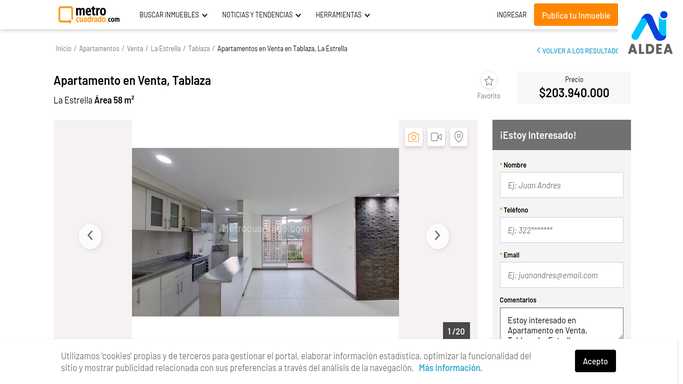 metro
cuadrado.com
BUSCAR INMUEBLES
NOTICIAS Y TENDENCIAS
HERRAMIENTAS
INGRESAR
Publica tu Inmueble
ALDEA
Inicio / Apartamentos / Venta / La Estrella / Tablaza / Apartamentos en Venta en Tablaza, La Estrella
VOLVER A LOS RESULTAD
Apartamento en Venta, Tablaza
La Estrella Área 58 m²
Favorito
Precio
$203.940.000
¡Estoy Interesado!
* Nombre
Ej: Juan Andres
* Teléfono
Ej: 322*******
* Email
Ej: juanandres@email.com
Comentarios
Estoy interesado en
Apartamento en Venta,
Metrocuadrado.com
1/20
Utilizamos 'cookies' propias y de terceros para gestionar el portal, elaborar información estadística, optimizar la funcionalidad del
sitio y mostrar publicidad relacionada con sus preferencias a través del análisis de la navegación. Más información.
Acepto